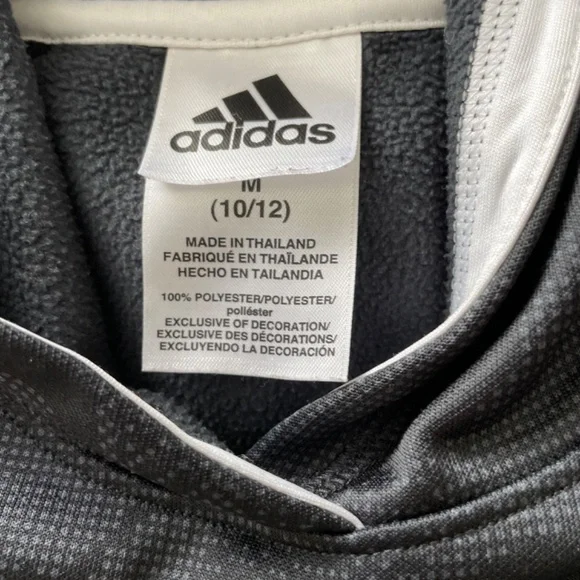 adidas
M
(10/12)
MADE IN THAILAND
FABRIQUÉ EN THAÏLANDE
HECHO EN TAILANDIA
100% POLYESTER/POLYESTER/
poliéster
EXCLUSIVE OF DECORATION/
EXCLUSIVE DES DÉCORATIONS/
EXCLUYENDO LA DECORACIÓN